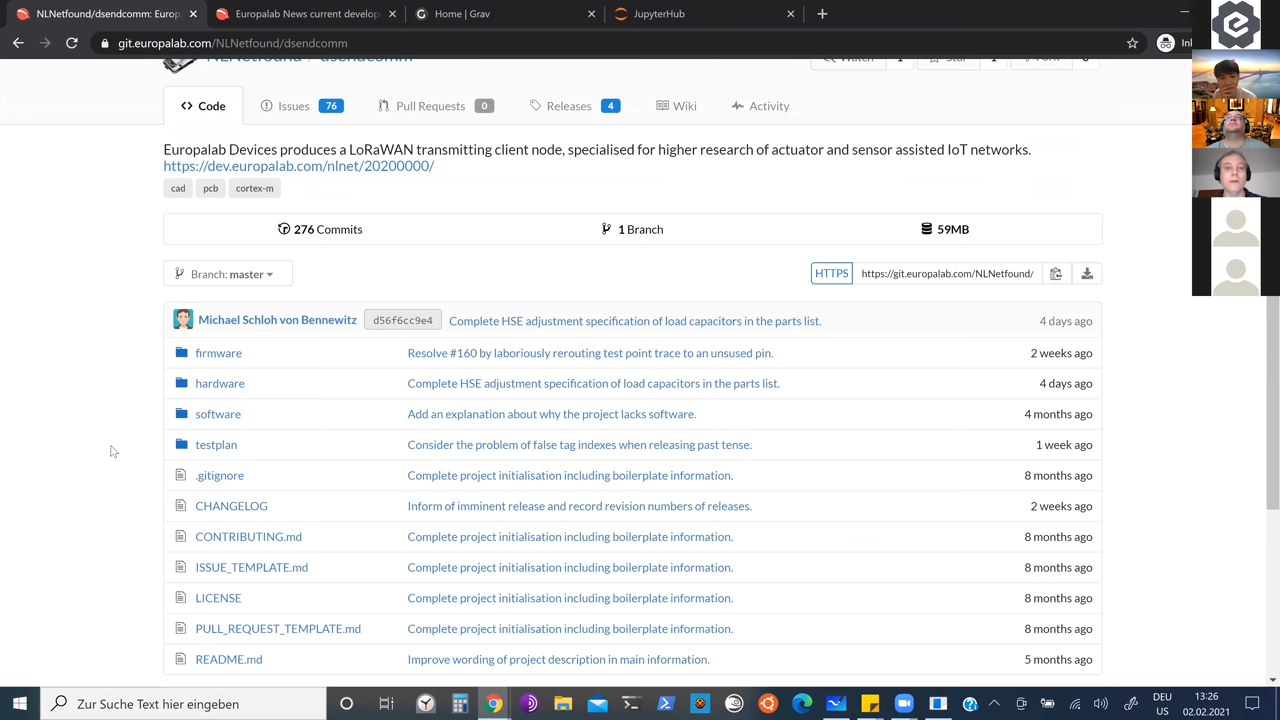 NLNetfound/dsendcomm: Europ
Europalab News current develop
Home | Grav
JupyterHub
git.europalab.com/NLNetfound/dsendcomm
NLNetfound / dsendcomm
Watch 1 Star 1 Fork 0
Code
Issues 76
Pull Requests 0
Releases 4
Wiki
Activity
Europalab Devices produces a LoRaWAN transmitting client node, specialised for higher research of actuator and sensor assisted IoT networks.
https://dev.europalab.com/nlnet/20200000/
cad pcb cortex-m
276 Commits 1 Branch 59MB
Branch: master HTTPS https://git.europalab.com/NLNetfound/
Michael Schloh von Bennewitz d56f6cc9e4 Complete HSE adjustment specification of load capacitors in the parts list. 4 days ago
firmware Resolve #160 by laboriously rerouting test point trace to an unsused pin. 2 weeks ago
hardware Complete HSE adjustment specification of load capacitors in the parts list. 4 days ago
software Add an explanation about why the project lacks software. 4 months ago
testplan Consider the problem of false tag indexes when releasing past tense. 1 week ago
.gitignore Complete project initialisation including boilerplate information. 8 months ago
CHANGELOG Inform of imminent release and record revision numbers of releases. 2 weeks ago
CONTRIBUTING.md Complete project initialisation including boilerplate information. 8 months ago
ISSUE_TEMPLATE.md Complete project initialisation including boilerplate information. 8 months ago
LICENSE Complete project initialisation including boilerplate information. 8 months ago
PULL_REQUEST_TEMPLATE.md Complete project initialisation including boilerplate information. 8 months ago
README.md Improve wording of project description in main information. 5 months ago
Zur Suche Text hier eingeben
DEU
US
13:26
02.02.2021